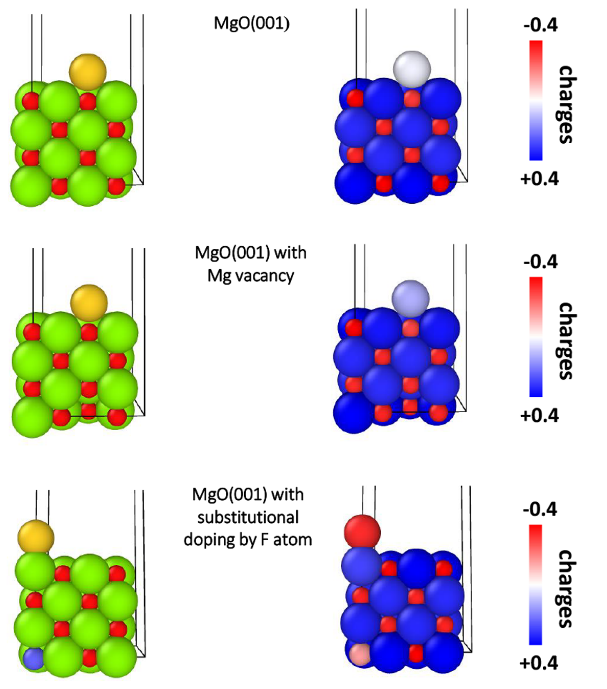 MgO(001)
-0.4
charges
+0.4
MgO(001) with
Mg vacancy
-0.4
charges
+0.4
MgO(001) with
substitutional
doping by F atom
-0.4
charges
+0.4